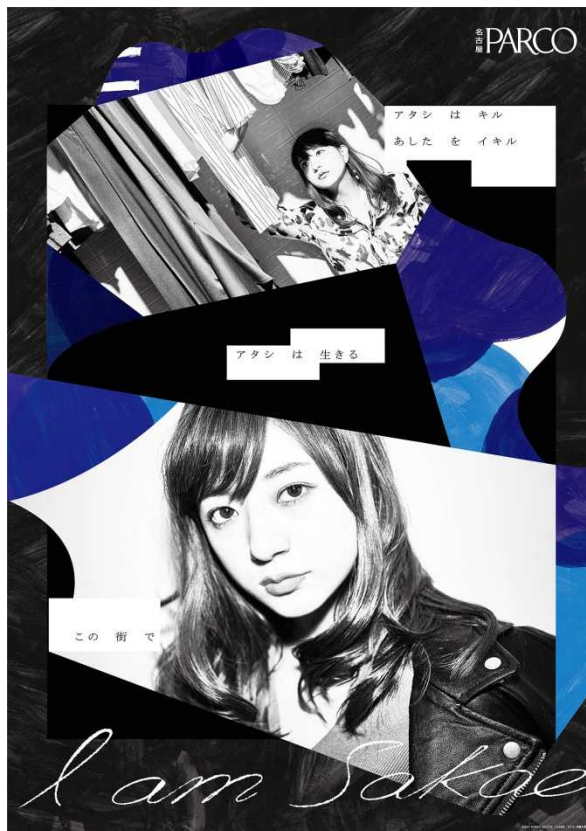 名古屋 PARCO
アタシ は キル
あした を イキル
アタシ は 生きる
この 街 で
I am Sakae